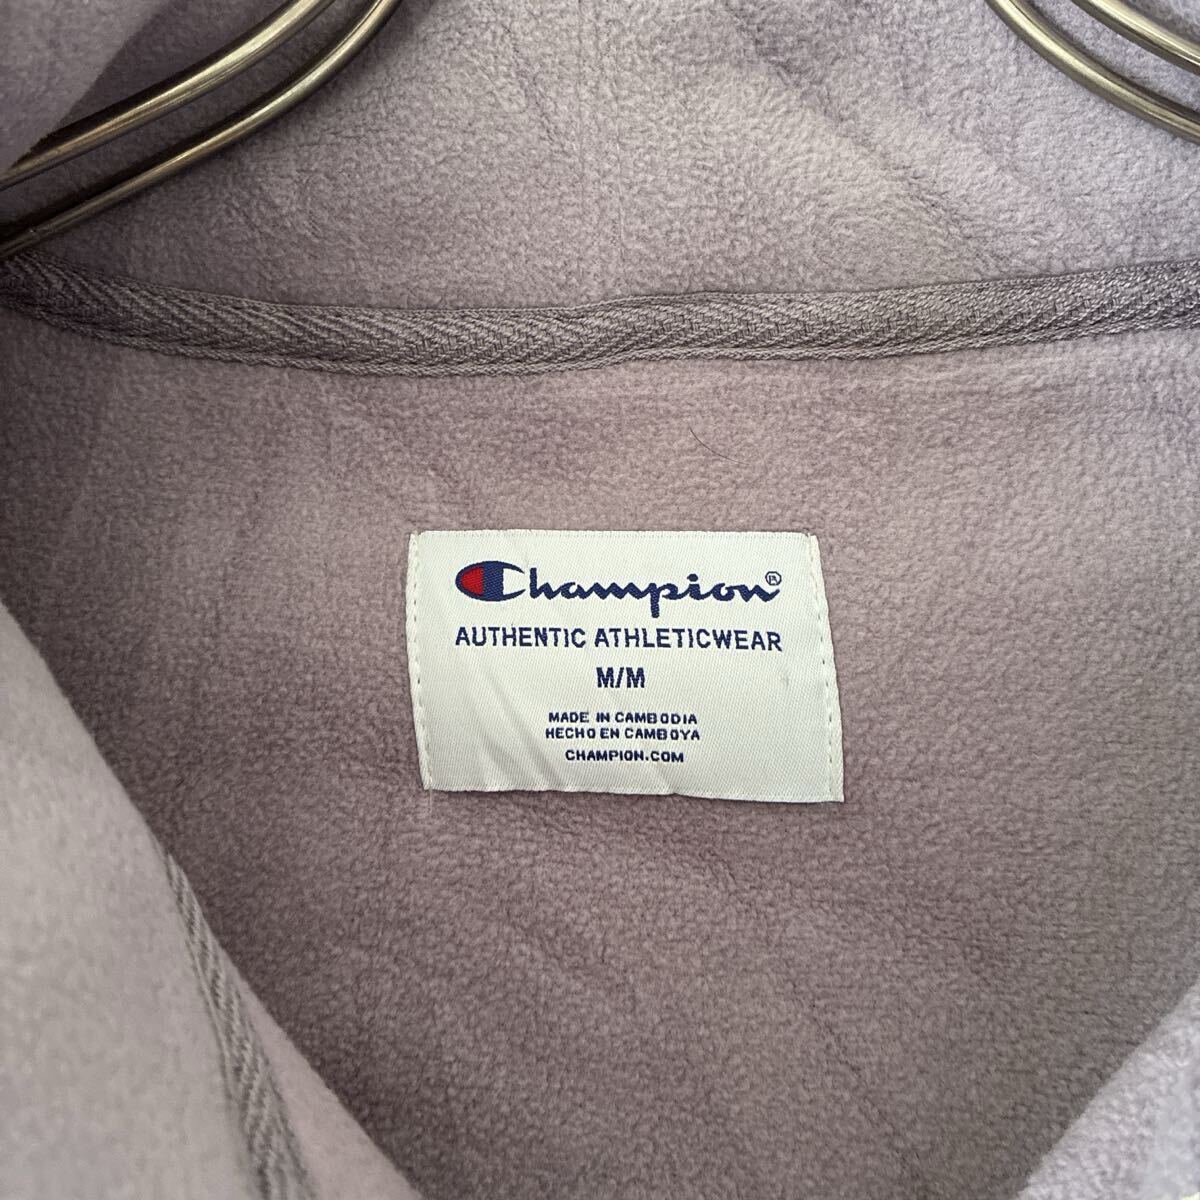 Champion®
AUTHENTIC ATHLETICWEAR
M/M
MADE IN CAMBODIA
HECHO EN CAMBOYA
CHAMPION.COM